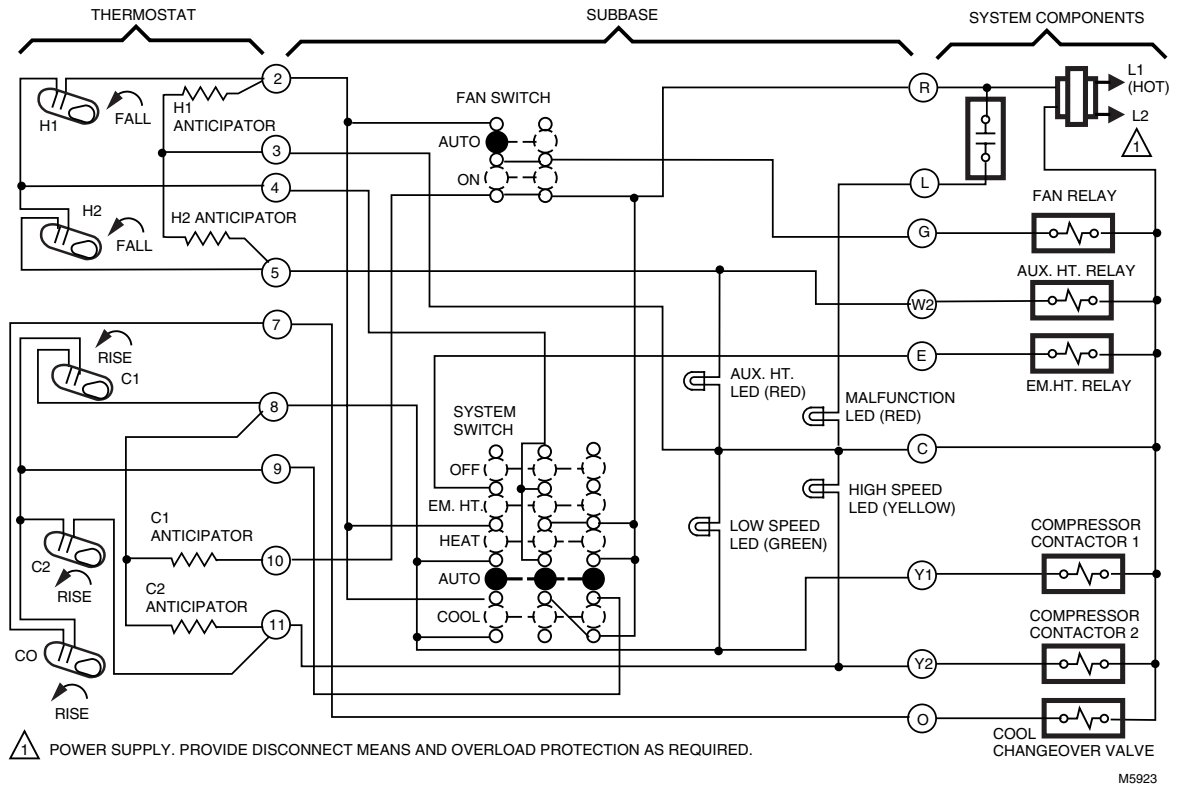 THERMOSTAT
SUBBASE
SYSTEM COMPONENTS
2
R
L1
(HOT)
L2
1
H1
FALL
H1
ANTICIPATOR
FAN SWITCH
AUTO
ON
3
4
L
H2
FALL
H2 ANTICIPATOR
5
G
FAN RELAY
W2
AUX. HT. RELAY
7
RISE
C1
E
EM.HT. RELAY
8
AUX. HT.
LED (RED)
MALFUNCTION
LED (RED)
SYSTEM
SWITCH
OFF
EM. HT.
HEAT
AUTO
COOL
C
9
HIGH SPEED
LED (YELLOW)
LOW SPEED
LED (GREEN)
C2
RISE
C1
ANTICIPATOR
10
COMPRESSOR
CONTACTOR 1
Y1
C2
ANTICIPATOR
11
COMPRESSOR
CONTACTOR 2
Y2
CO
RISE
O
COOL
CHANGEOVER VALVE
1 POWER SUPPLY. PROVIDE DISCONNECT MEANS AND OVERLOAD PROTECTION AS REQUIRED.
M5923